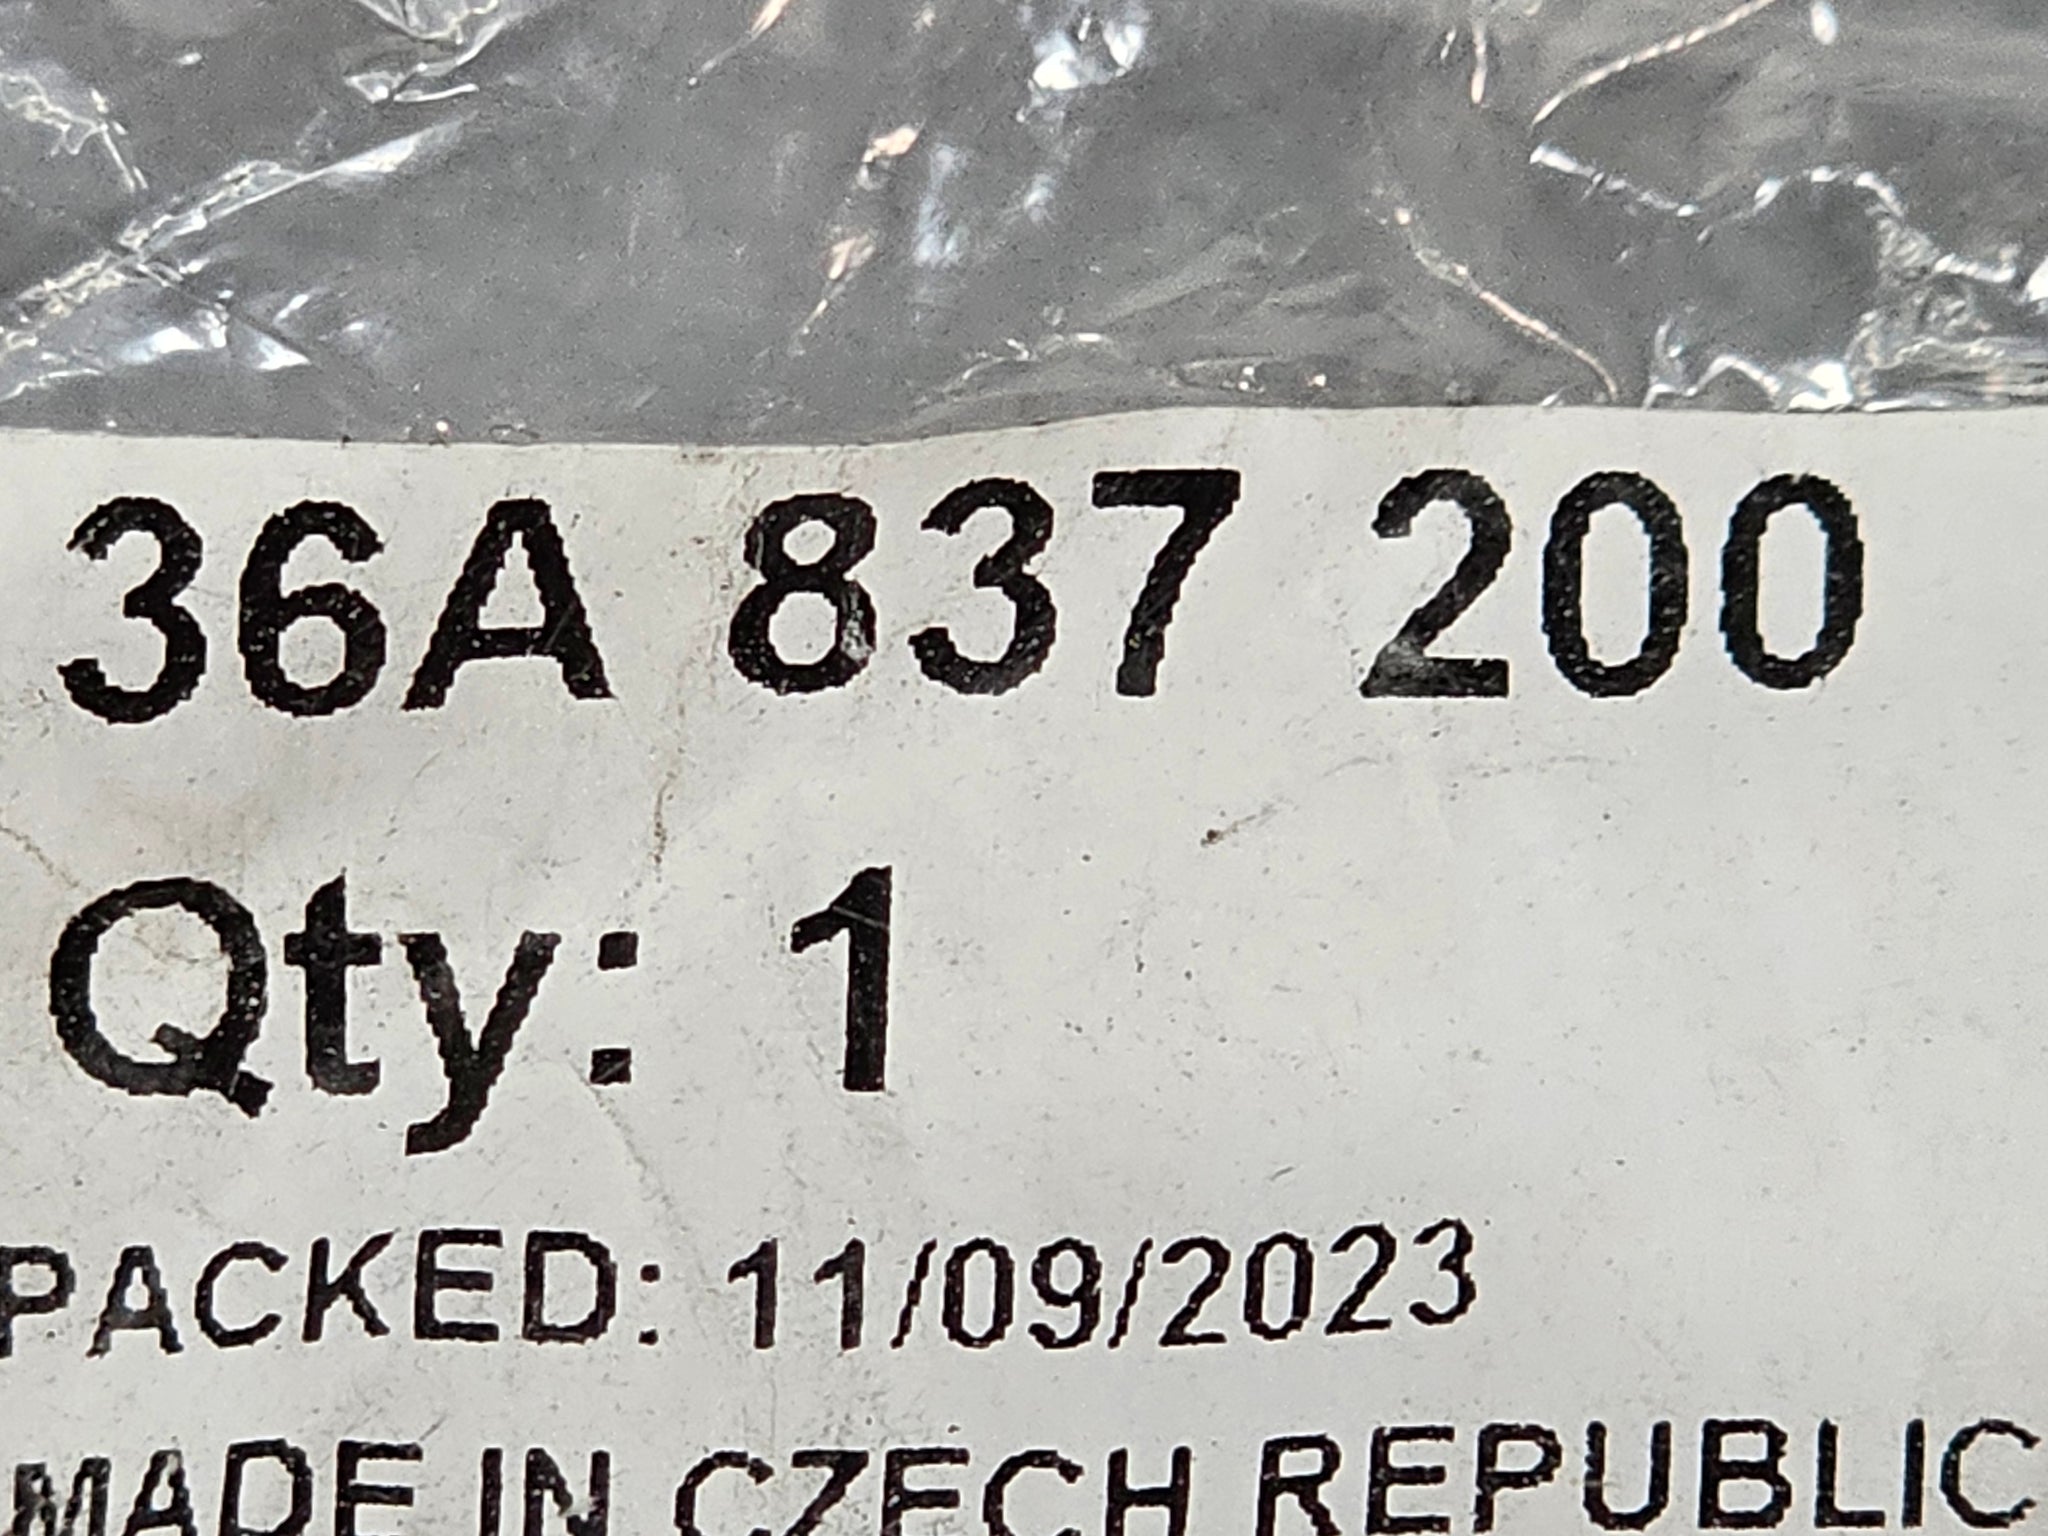 36A 837 200
Qty: 1
PACKED: 11/09/2023
MADE IN CZECH REPUBLIC